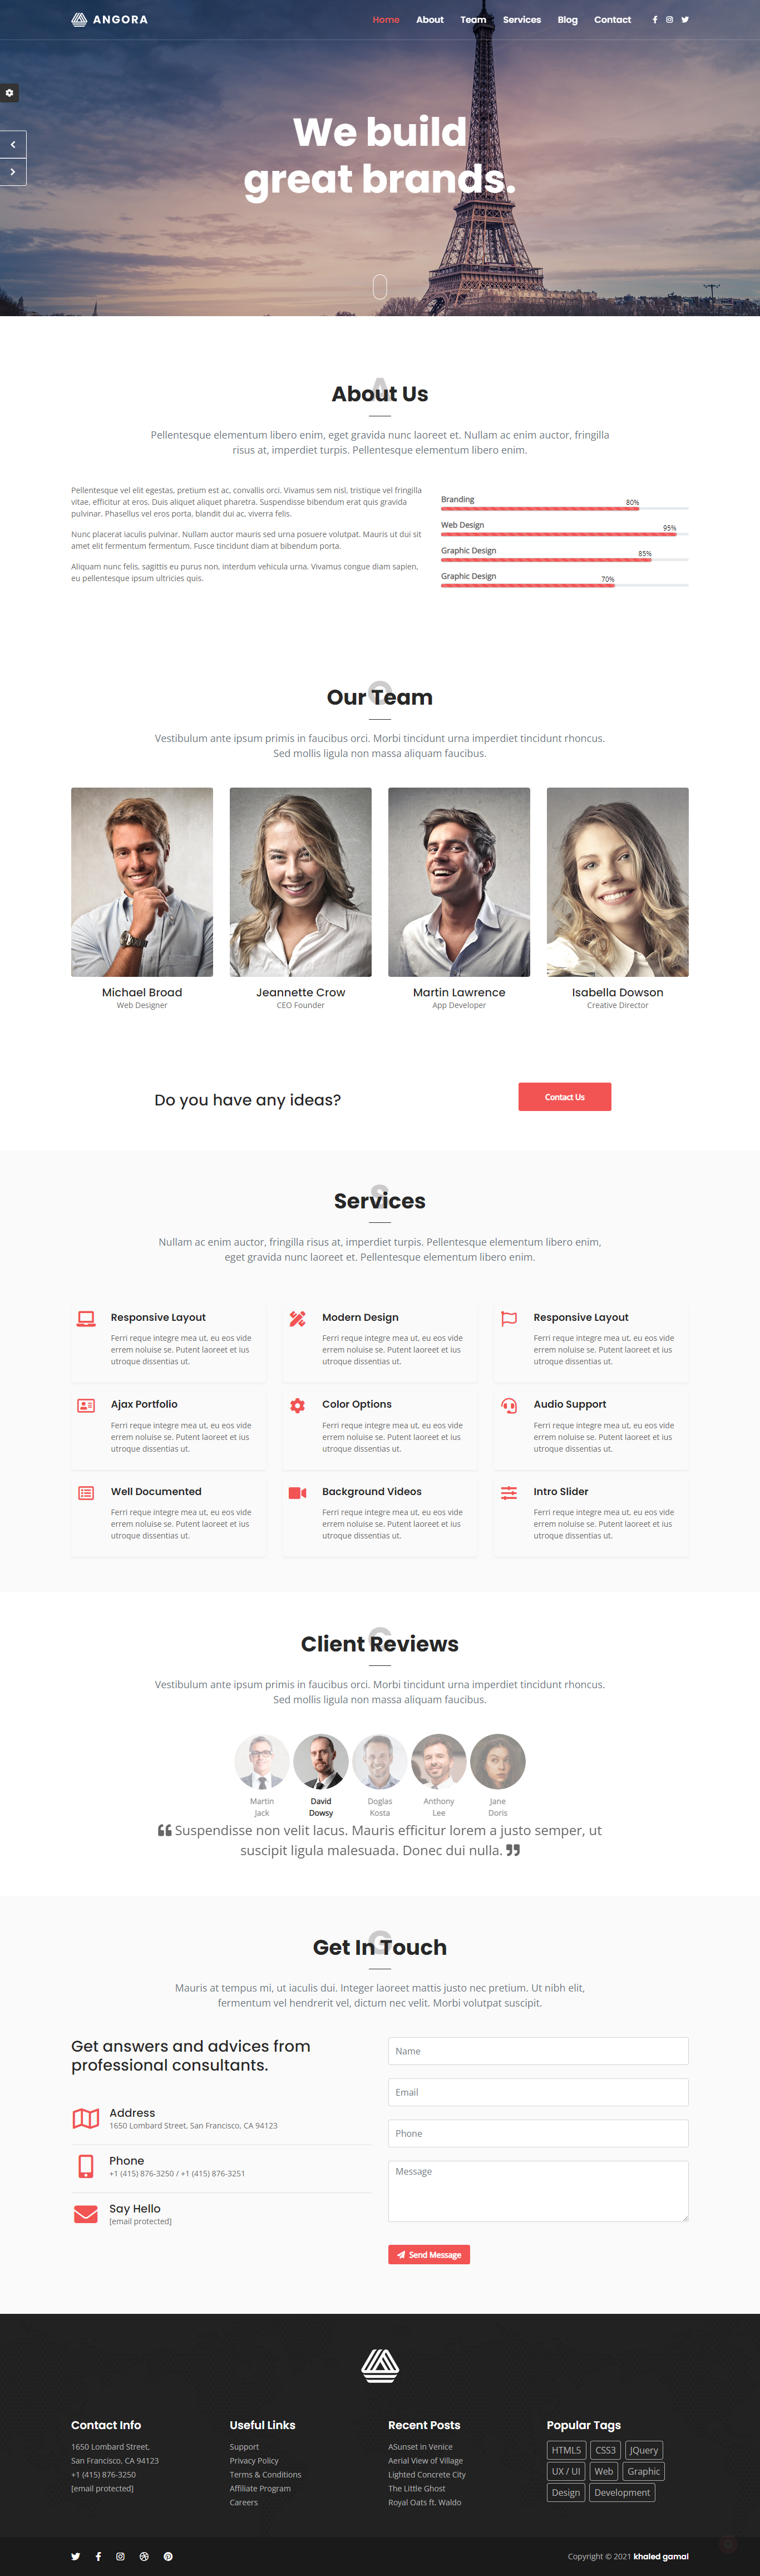 ANGORA
Home About Team Services Blog Contact
We build
great brands.
A
About Us
Pellentesque elementum libero enim, eget gravida nunc laoreet et. Nullam ac enim auctor, fringilla
risus at, imperdiet turpis. Pellentesque elementum libero enim.
Pellentesque vel elit egestas, pretium est ac, convallis orci. Vivamus sem nisl, tristique vel fringilla
vitae, efficitur at eros. Duis aliquet aliquet pharetra. Suspendisse bibendum erat quis gravida
pulvinar. Phasellus vel eros porta, blandit dui ac, viverra felis.
Nunc placerat iaculis pulvinar. Nullam auctor mauris sed urna posuere volutpat. Mauris ut dui sit
amet elit fermentum fermentum. Fusce tincidunt diam at bibendum porta.
Aliquam nunc felis, sagittis eu purus non, interdum vehicula urna. Vivamus congue diam sapien,
eu pellentesque ipsum ultricies quis.
Branding
80%
Web Design
95%
Graphic Design
85%
Graphic Design
70%
O
Our Team
Vestibulum ante ipsum primis in faucibus orci. Morbi tincidunt urna imperdiet tincidunt rhoncus.
Sed mollis ligula non massa aliquam faucibus.
Michael Broad
Web Designer
Jeannette Crow
CEO Founder
Martin Lawrence
App Developer
Isabella Dowson
Creative Director
Do you have any ideas?
Contact Us
S
Services
Nullam ac enim auctor, fringilla risus at, imperdiet turpis. Pellentesque elementum libero enim,
eget gravida nunc laoreet et. Pellentesque elementum libero enim.
Responsive Layout
Ferri reque integre mea ut, eu eos vide
errem noluise se. Putent laoreet et ius
utroque dissentias ut.
Modern Design
Ferri reque integre mea ut, eu eos vide
errem noluise se. Putent laoreet et ius
utroque dissentias ut.
Responsive Layout
Ferri reque integre mea ut, eu eos vide
errem noluise se. Putent laoreet et ius
utroque dissentias ut.
Ajax Portfolio
Ferri reque integre mea ut, eu eos vide
errem noluise se. Putent laoreet et ius
utroque dissentias ut.
Color Options
Ferri reque integre mea ut, eu eos vide
errem noluise se. Putent laoreet et ius
utroque dissentias ut.
Audio Support
Ferri reque integre mea ut, eu eos vide
errem noluise se. Putent laoreet et ius
utroque dissentias ut.
Well Documented
Ferri reque integre mea ut, eu eos vide
errem noluise se. Putent laoreet et ius
utroque dissentias ut.
Background Videos
Ferri reque integre mea ut, eu eos vide
errem noluise se. Putent laoreet et ius
utroque dissentias ut.
Intro Slider
Ferri reque integre mea ut, eu eos vide
errem noluise se. Putent laoreet et ius
utroque dissentias ut.
C
Client Reviews
Vestibulum ante ipsum primis in faucibus orci. Morbi tincidunt urna imperdiet tincidunt rhoncus.
Sed mollis ligula non massa aliquam faucibus.
Martin
Jack
David
Dowsy
Doglas
Kosta
Anthony
Lee
Jane
Doris
Suspendisse non velit lacus. Mauris efficitur lorem a justo semper, ut
suscipit ligula malesuada. Donec dui nulla.
G
Get In Touch
Mauris at tempus mi, ut iaculis dui. Integer laoreet mattis justo nec pretium. Ut nibh elit,
fermentum vel hendrerit vel, dictum nec velit. Morbi volutpat suscipit.
Get answers and advices from
professional consultants.
Address
1650 Lombard Street, San Francisco, CA 94123
Phone
+1 (415) 876-3250 / +1 (415) 876-3251
Say Hello
[email protected]
Name
Email
Phone
Message
Send Message
Contact Info
1650 Lombard Street,
San Francisco, CA 94123
+1 (415) 876-3250
[email protected]
Useful Links
Support
Privacy Policy
Terms & Conditions
Affiliate Program
Careers
Recent Posts
ASunset in Venice
Aerial View of Village
Lighted Concrete City
The Little Ghost
Royal Oats ft. Waldo
Popular Tags
HTML5 CSS3 JQuery
UX / UI Web Graphic
Design Development
Copyright © 2021 khaled gamal